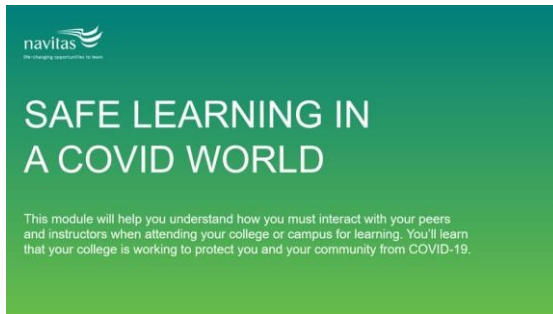 navitas
life-changing opportunities to learn
SAFE LEARNING IN
A COVID WORLD
This module will help you understand how you must interact with your peers
and instructors when attending your college or campus for learning. You'll learn
that your college is working to protect you and your community from COVID-19.